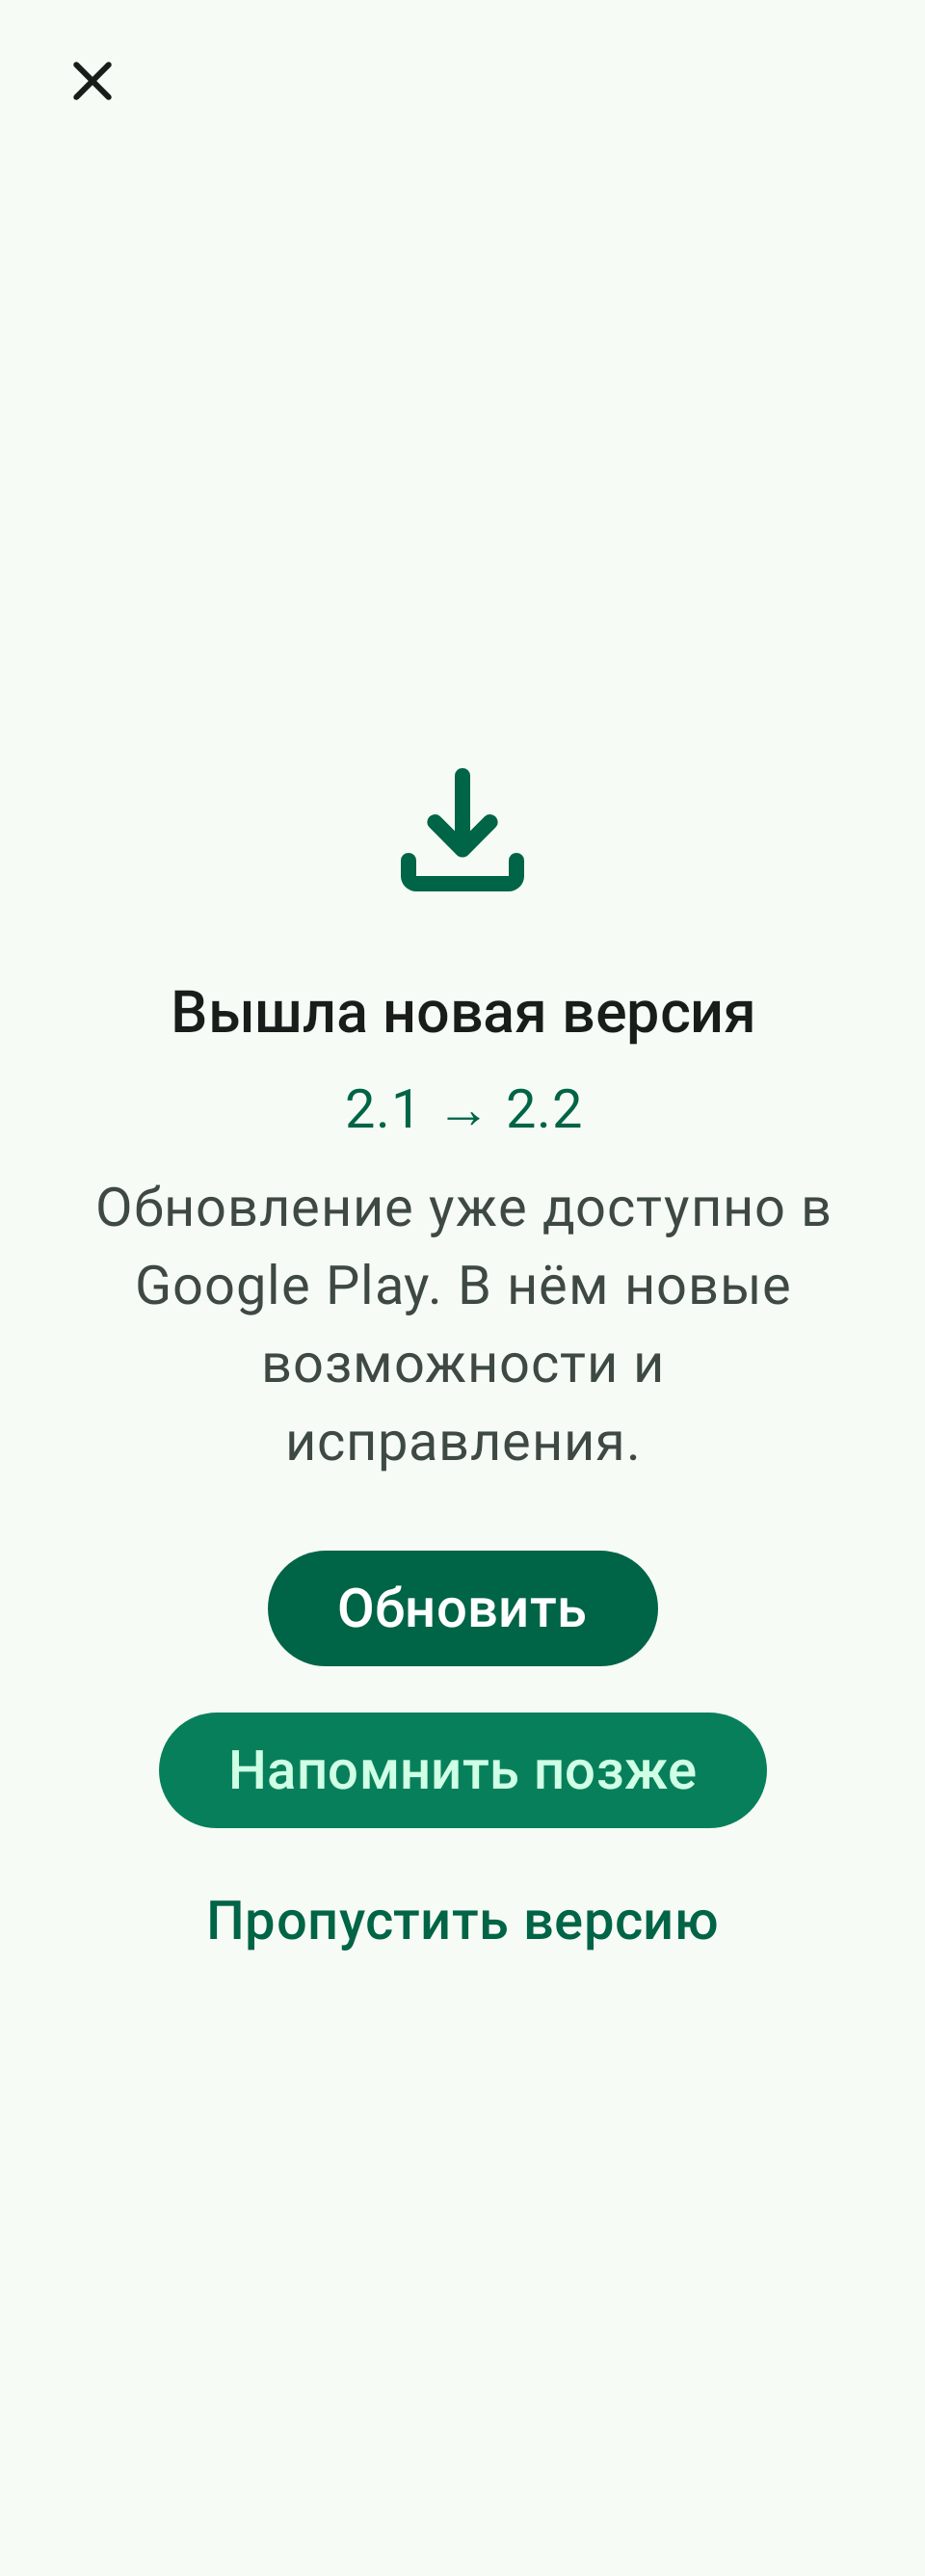 Вышла новая версия
2.1 → 2.2
Обновление уже доступно в
Google Play. В нём новые
возможности и
исправления.
Обновить
Напомнить позже
Пропустить версию